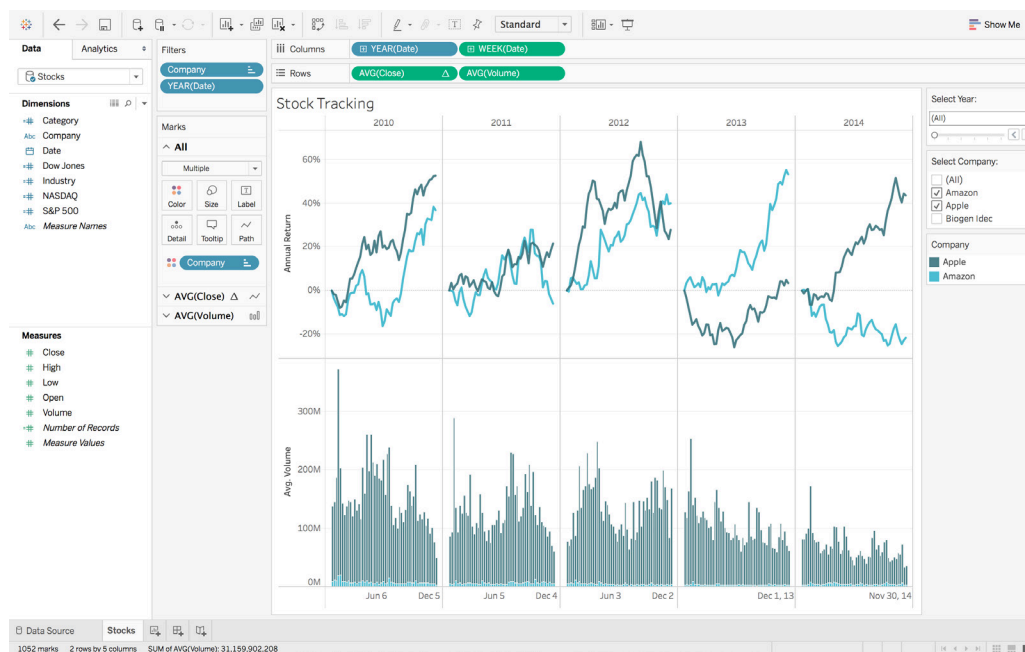 Standard
Show Me
Data Analytics
Stocks
Dimensions
Category
Abc Company
Date
Dow Jones
Industry
NASDAQ
S&P 500
Abc Measure Names
Measures
Close
High
Low
Open
Volume
Number of Records
Measure Values
Filters
Company
YEAR(Date)
Marks
All
Multiple
Color Size Label
Detail Tooltip Path
Company
AVG(Close)
AVG(Volume)
Columns YEAR(Date) WEEK(Date)
Rows AVG(Close) AVG(Volume)
Stock Tracking
2010 2011 2012 2013 2014
Annual Return
60%
40%
20%
0%
-20%
Avg. Volume
300M
200M
100M
0M
Jun 6 Dec 5 Jun 5 Dec 4 Jun 3 Dec 2 Dec 1, 13 Nov 30, 14
Select Year:
(All)
Select Company:
(All)
Amazon
Apple
Biogen Idec
Company
Apple
Amazon
Data Source Stocks
1052 marks 2 rows by 5 columns SUM of AVG(Volume): 31,159,902,208